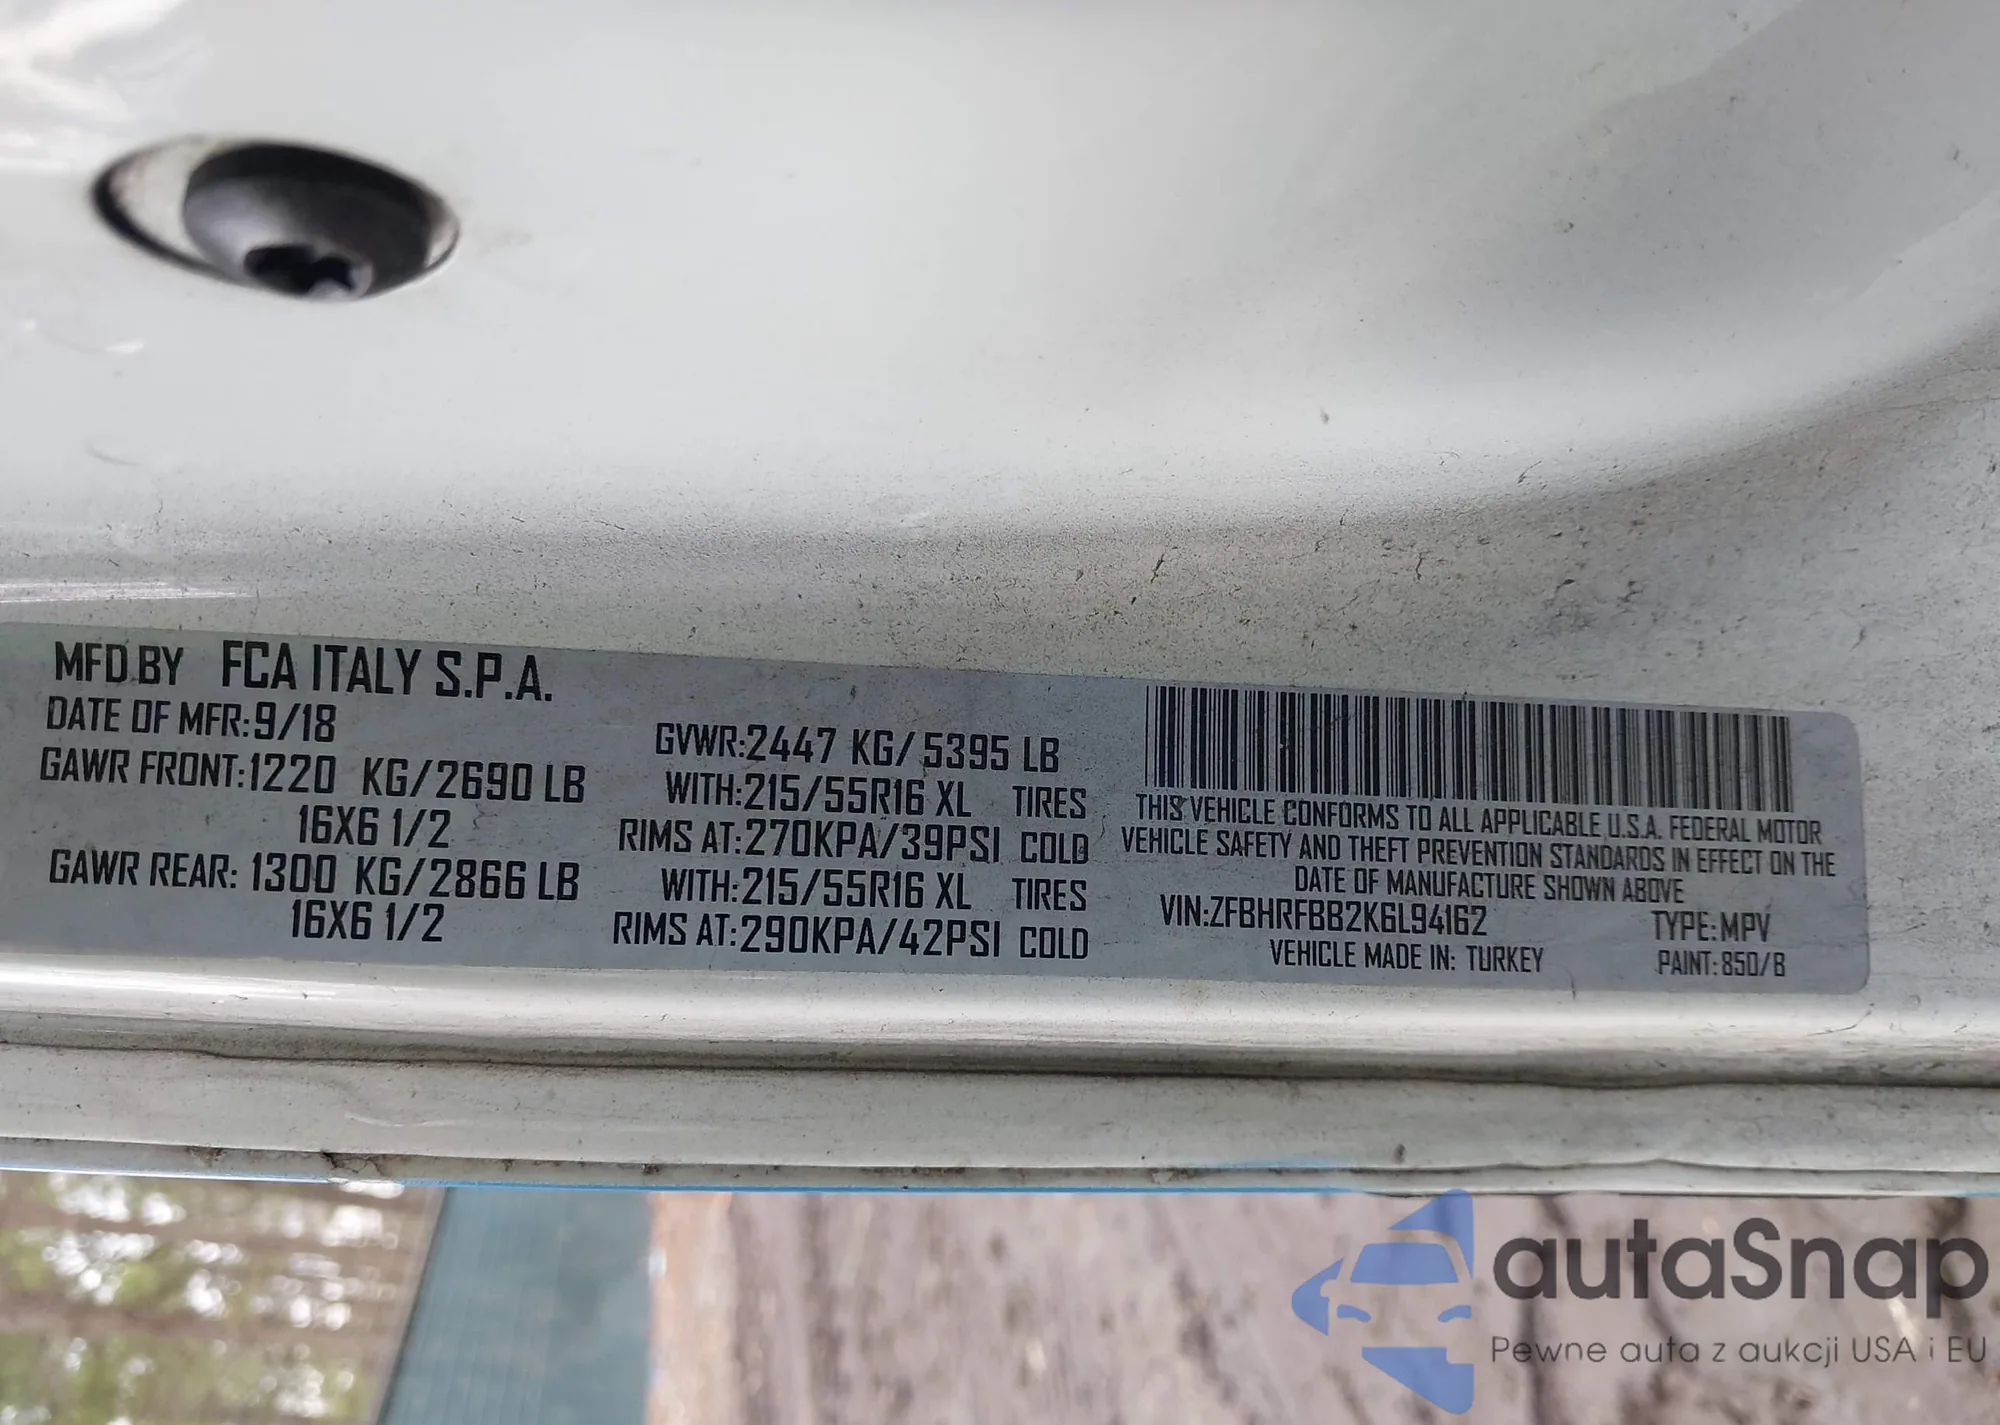 MFD.BY FCA ITALY S.P.A.
DATE OF MFR:9/18
GAWR FRONT:1220 KG/2690 LB
16X6 1/2
GAWR REAR: 1300 KG/2866 LB
16X6 1/2
GVWR:2447 KG/5395 LB
WITH:215/55R16 XL TIRES
RIMS AT:270KPA/39PSI COLD
WITH:215/55R16 XL TIRES
RIMS AT:290KPA/42PSI COLD
THIS VEHICLE CONFORMS TO ALL APPLICABLE U.S.A. FEDERAL MOTOR
VEHICLE SAFETY AND THEFT PREVENTION STANDARDS IN EFFECT ON THE
DATE OF MANUFACTURE SHOWN ABOVE
VIN:ZFBHRFBB2K6L94162 TYPE:MPV
VEHICLE MADE IN: TURKEY PAINT:850/B
autaSnap
Pewne auta z aukcji USA i EU